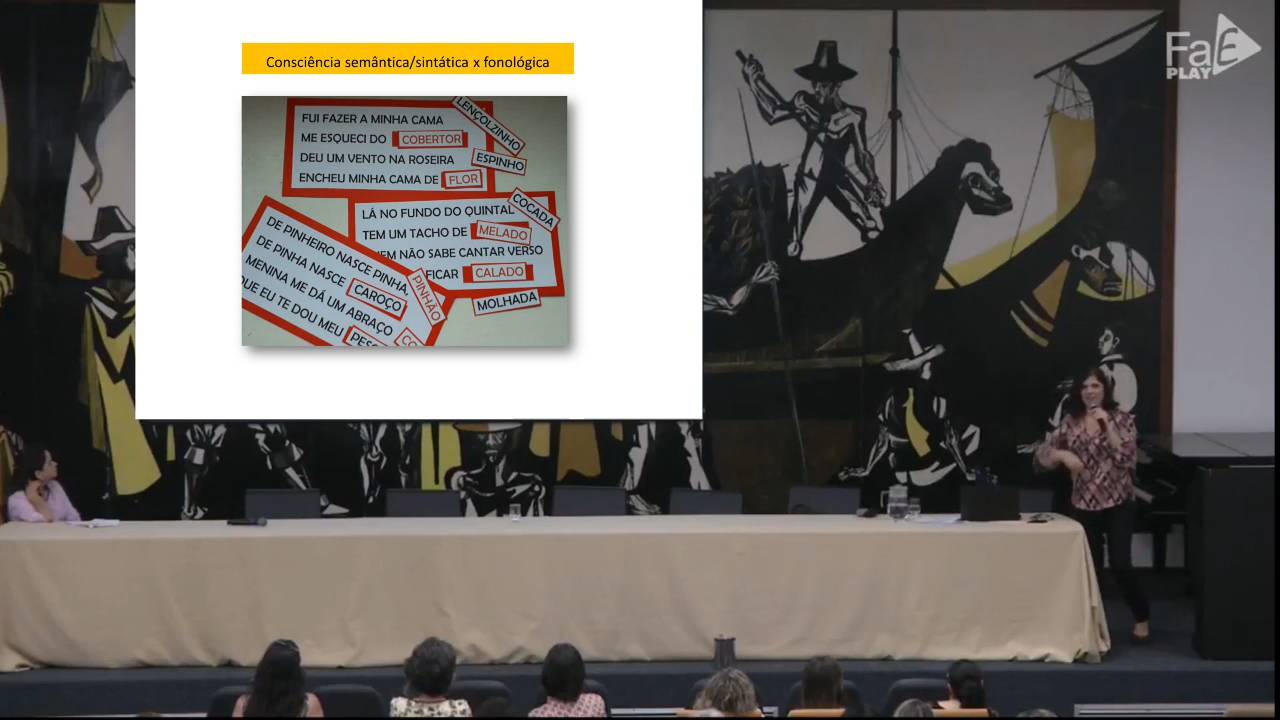 Consciência semântica/sintática x fonológica
FUI FAZER A MINHA CAMA
ME ESQUECI DO COBERTOR
DEU UM VENTO NA ROSEIRA
ENCHEU MINHA CAMA DE FLOR
LENÇOLZINHO
ESPINHO
LÁ NO FUNDO DO QUINTAL
TEM UM TACHO DE MELADO
NÃO SABE CANTAR VERSO
FICAR CALADO
COCADA
MOLHADA
DE PINHEIRO NASCE PINHA
DE PINHA NASCE CAROÇO
MENINA ME DÁ UM ABRAÇO
QUE EU TE DOU MEU
PINHÃO
FaE
PLAY